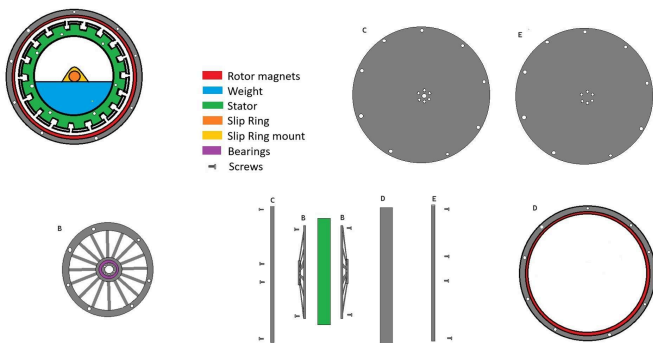 C
E
Rotor magnets
Weight
Stator
Slip Ring
Slip Ring mount
Bearings
Screws
B
C
B
B
D
E
D